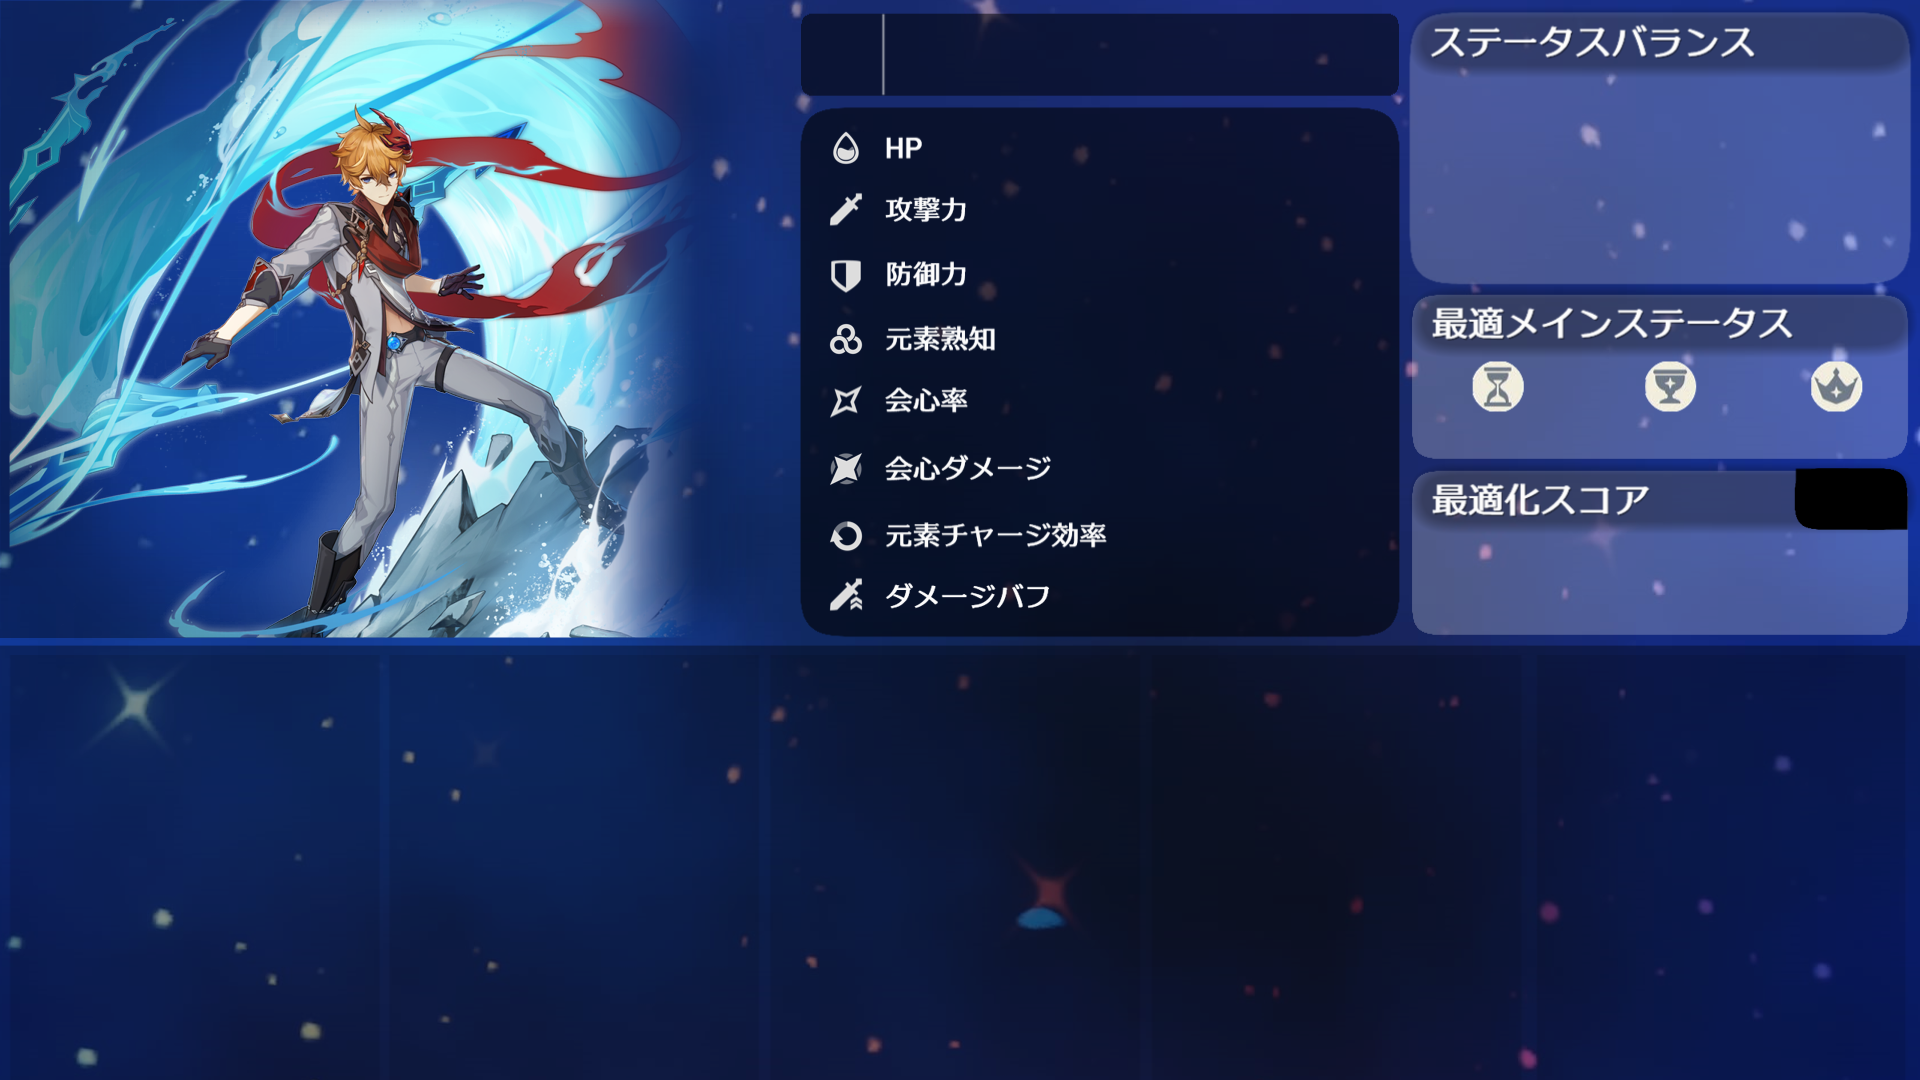 HP
攻撃力
防御力
元素熟知
会心率
会心ダメージ
元素チャージ効率
ダメージバフ
ステータスバランス
最適メインステータス
最適化スコア